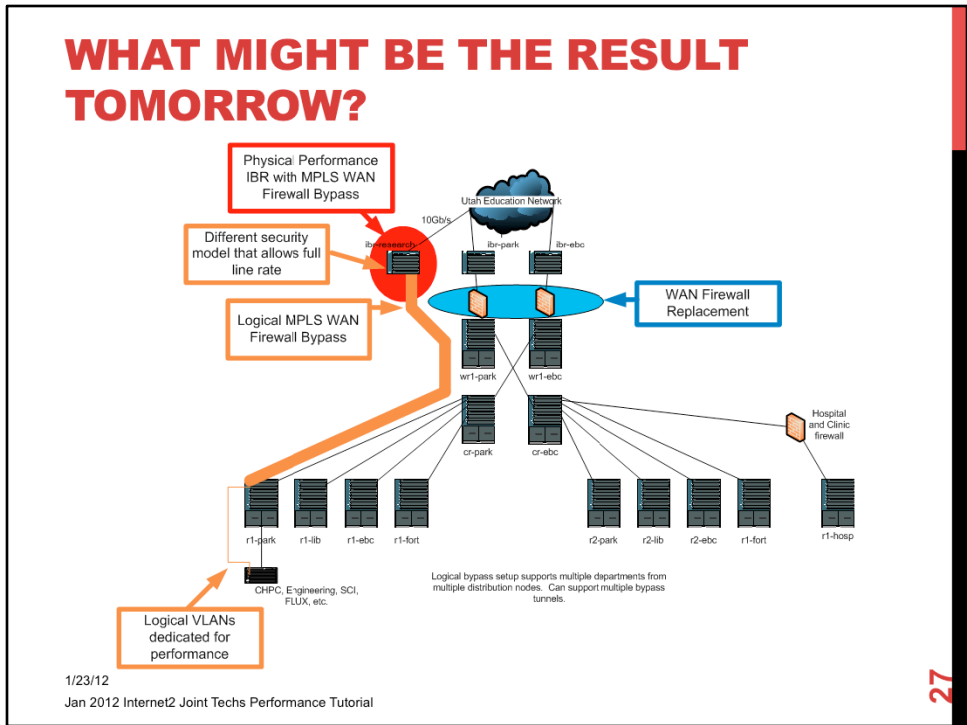 WHAT MIGHT BE THE RESULT
TOMORROW?
Physical Performance
IBR with MPLS WAN
Firewall Bypass
Utah Education Network
10Gb/s
Different security
model that allows full
line rate
ibr-research
ibr-park
ibr-ebc
WAN Firewall
Replacement
Logical MPLS WAN
Firewall Bypass
wr1-park
wr1-ebc
Hospital
and Clinic
firewall
cr-park
cr-ebc
r1-park
r1-lib
r1-ebc
r1-fort
r2-park
r2-lib
r2-ebc
r1-fort
r1-hosp
CHPC, Engineering, SCI,
FLUX, etc.
Logical bypass setup supports multiple departments from
multiple distribution nodes. Can support multiple bypass
tunnels.
Logical VLANs
dedicated for
performance
1/23/12
Jan 2012 Internet2 Joint Techs Performance Tutorial
27